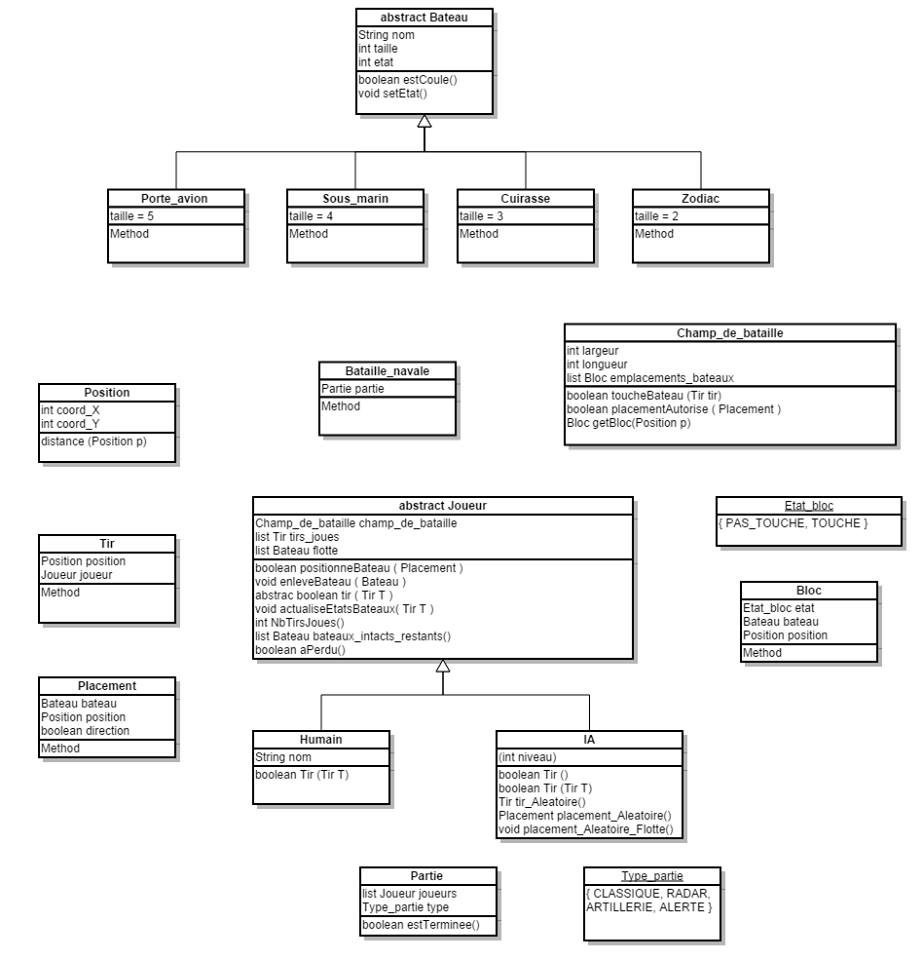 abstract Bateau
String nom
int taille
int etat
boolean estCoule()
void setEtat()
Porte_avion
taille = 5
Method
Sous_marin
taille = 4
Method
Cuirasse
taille = 3
Method
Zodiac
taille = 2
Method
Champ_de_bataille
int largeur
int longueur
list Bloc emplacements_bateaux
boolean toucheBateau (Tir tir)
boolean placementAutorise ( Placement )
Bloc getBloc(Position p)
Bataille_navale
Partie partie
Method
Position
int coord_X
int coord_Y
distance (Position p)
abstract Joueur
Champ_de_bataille champ_de_bataille
list Tir tirs_joues
list Bateau flotte
boolean positionneBateau ( Placement )
void enleveBateau ( Bateau )
abstrac boolean tir ( Tir T )
void actualiseEtatsBateaux( Tir T )
int NbTirsJoues()
list Bateau bateaux_intacts_restants()
boolean aPerdu()
Etat_bloc
{ PAS_TOUCHE, TOUCHE }
Tir
Position position
Joueur joueur
Method
Bloc
Etat_bloc etat
Bateau bateau
Position position
Method
Placement
Bateau bateau
Position position
boolean direction
Method
Humain
String nom
boolean Tir (Tir T)
IA
(int niveau)
boolean Tir ()
boolean Tir (Tir T)
Tir tir_Aleatoire()
Placement placement_Aleatoire()
void placement_Aleatoire_Flotte()
Partie
list Joueur joueurs
Type_partie type
boolean estTerminee()
Type_partie
{ CLASSIQUE, RADAR,
ARTILLERIE, ALERTE }